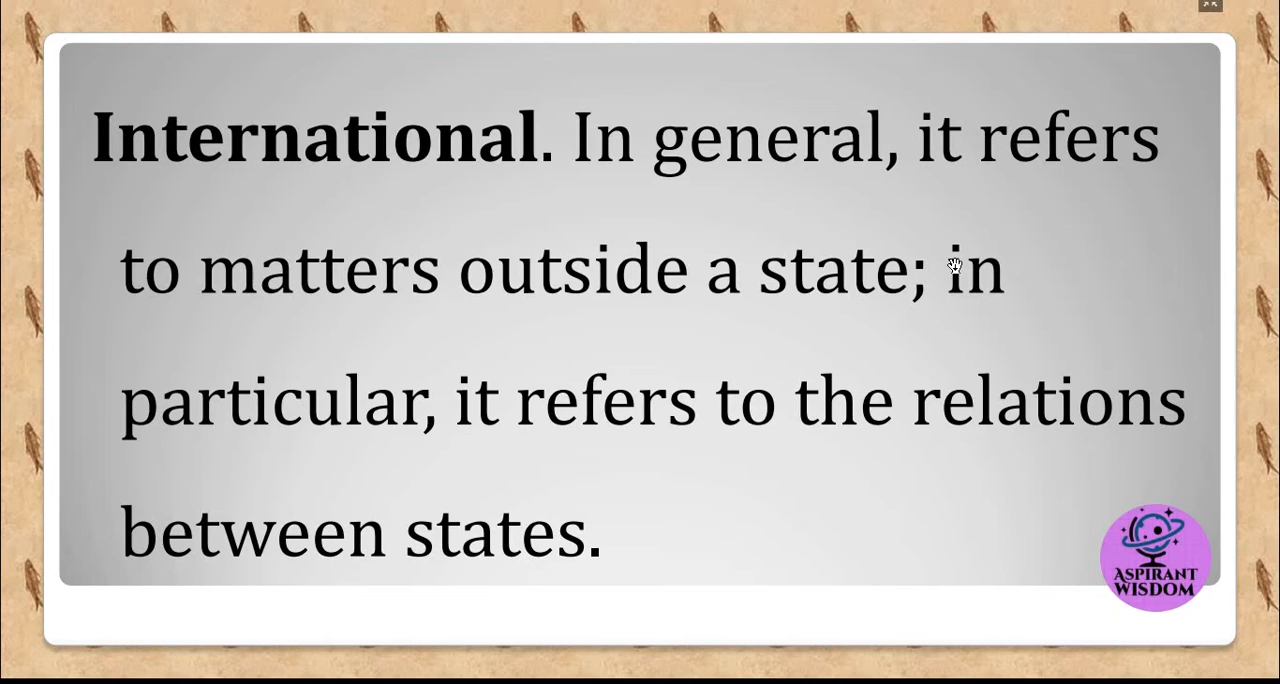 International. In general, it refers
to matters outside a state; in
particular, it refers to the relations
between states.
ASPIRANT
WISDOM